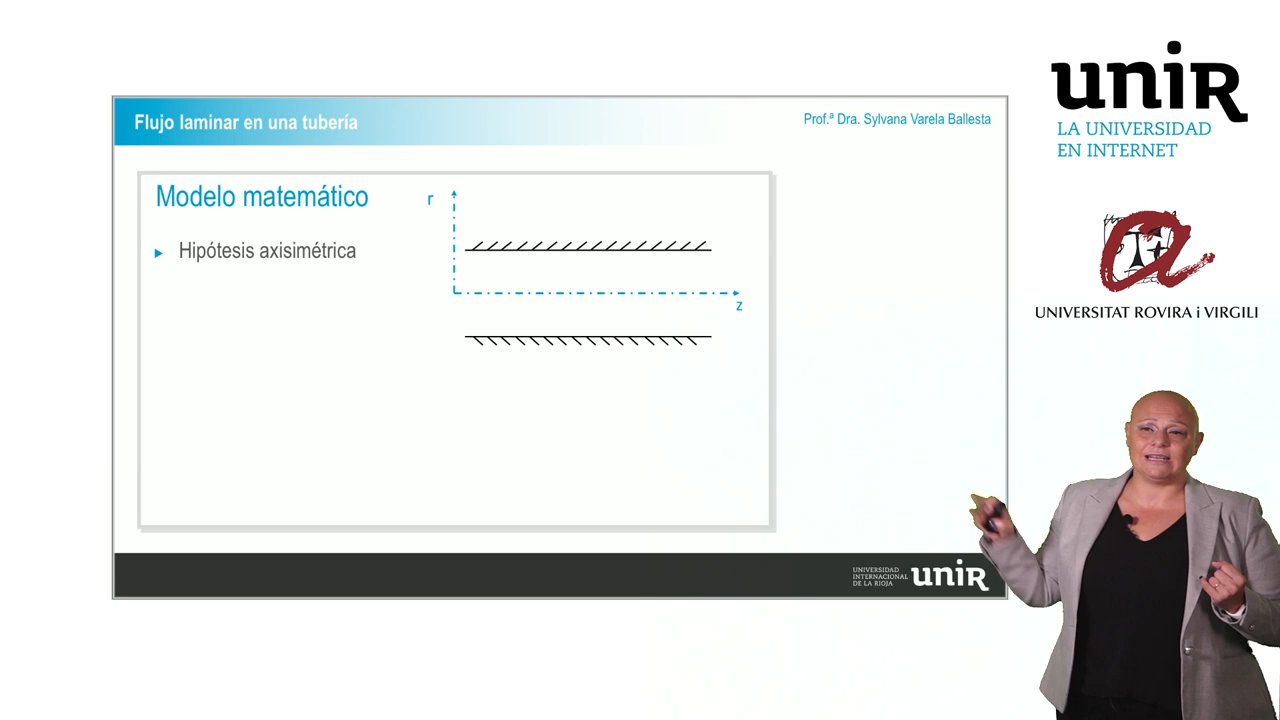 Flujo laminar en una tubería
Prof.ª Dra. Sylvana Varela Ballesta
Modelo matemático
r
Hipótesis axisimétrica
z
UNIVERSIDAD
INTERNACIONAL
DE LA RIOJA
uniR
uniR
LA UNIVERSIDAD
EN INTERNET
UNIVERSITAT ROVIRA i VIRGILI